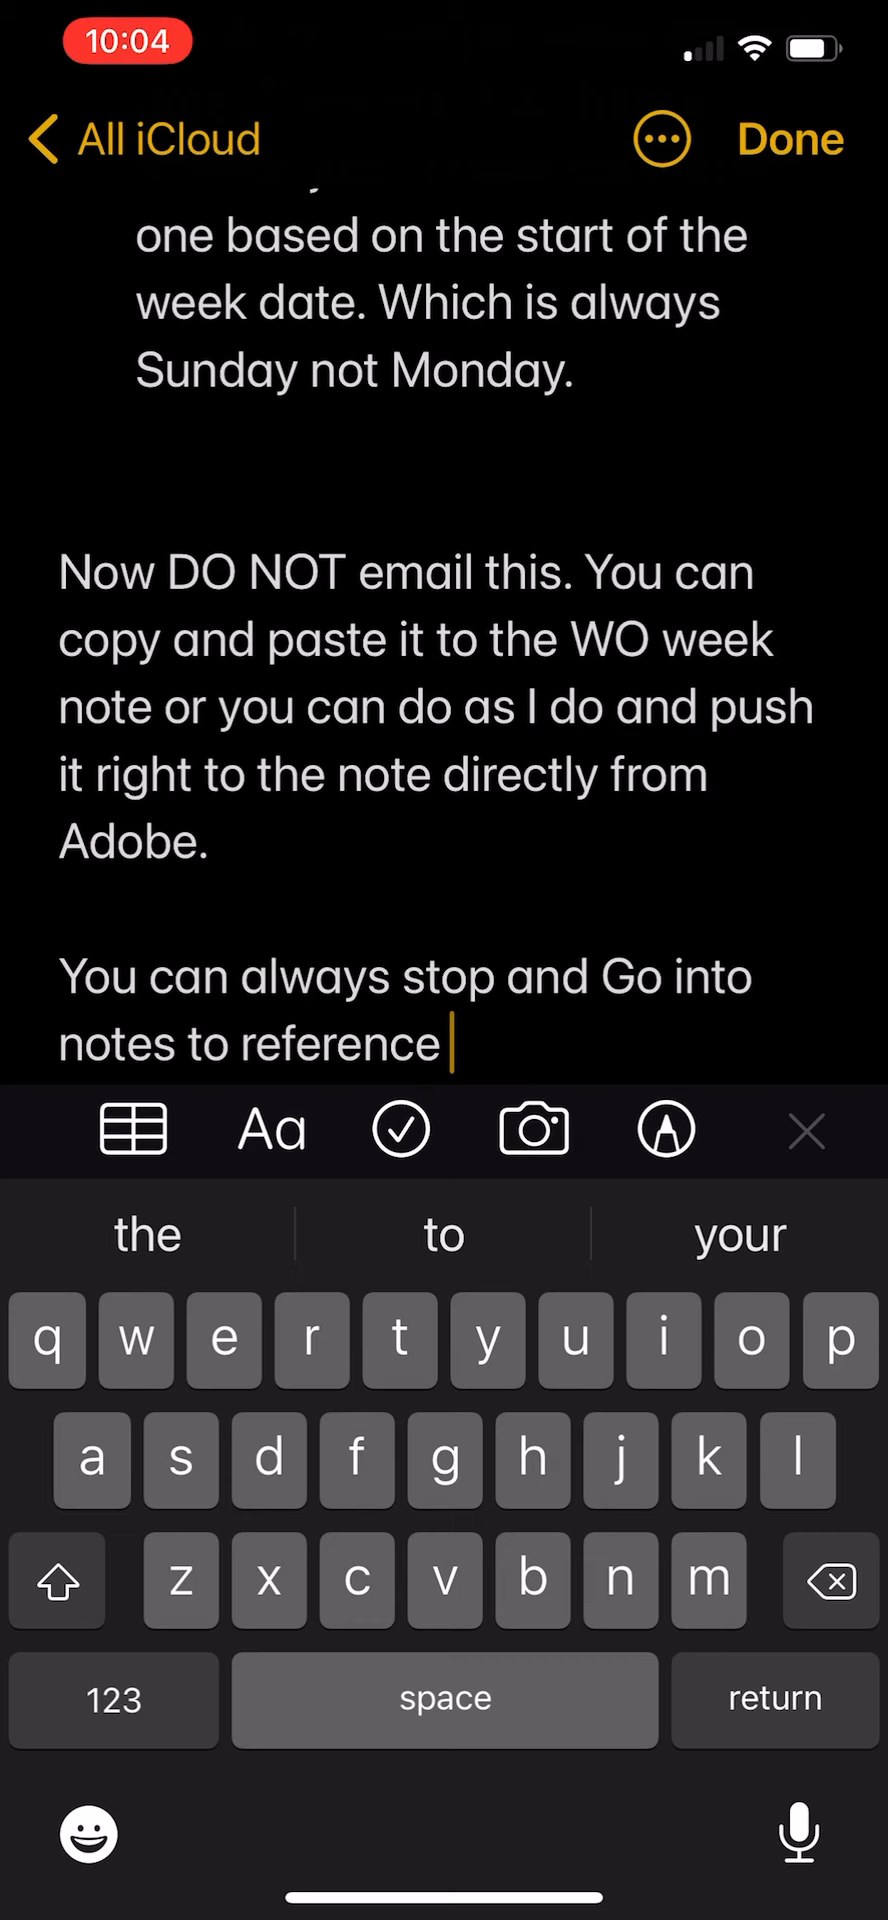 10:04
All iCloud
Done
one based on the start of the
week date. Which is always
Sunday not Monday.
Now DO NOT email this. You can
copy and paste it to the WO week
note or you can do as I do and push
it right to the note directly from
Adobe.
You can always stop and Go into
notes to reference
Aa
the to your
q w e r t y u i o p
a s d f g h j k l
z x c v b n m
123 space return